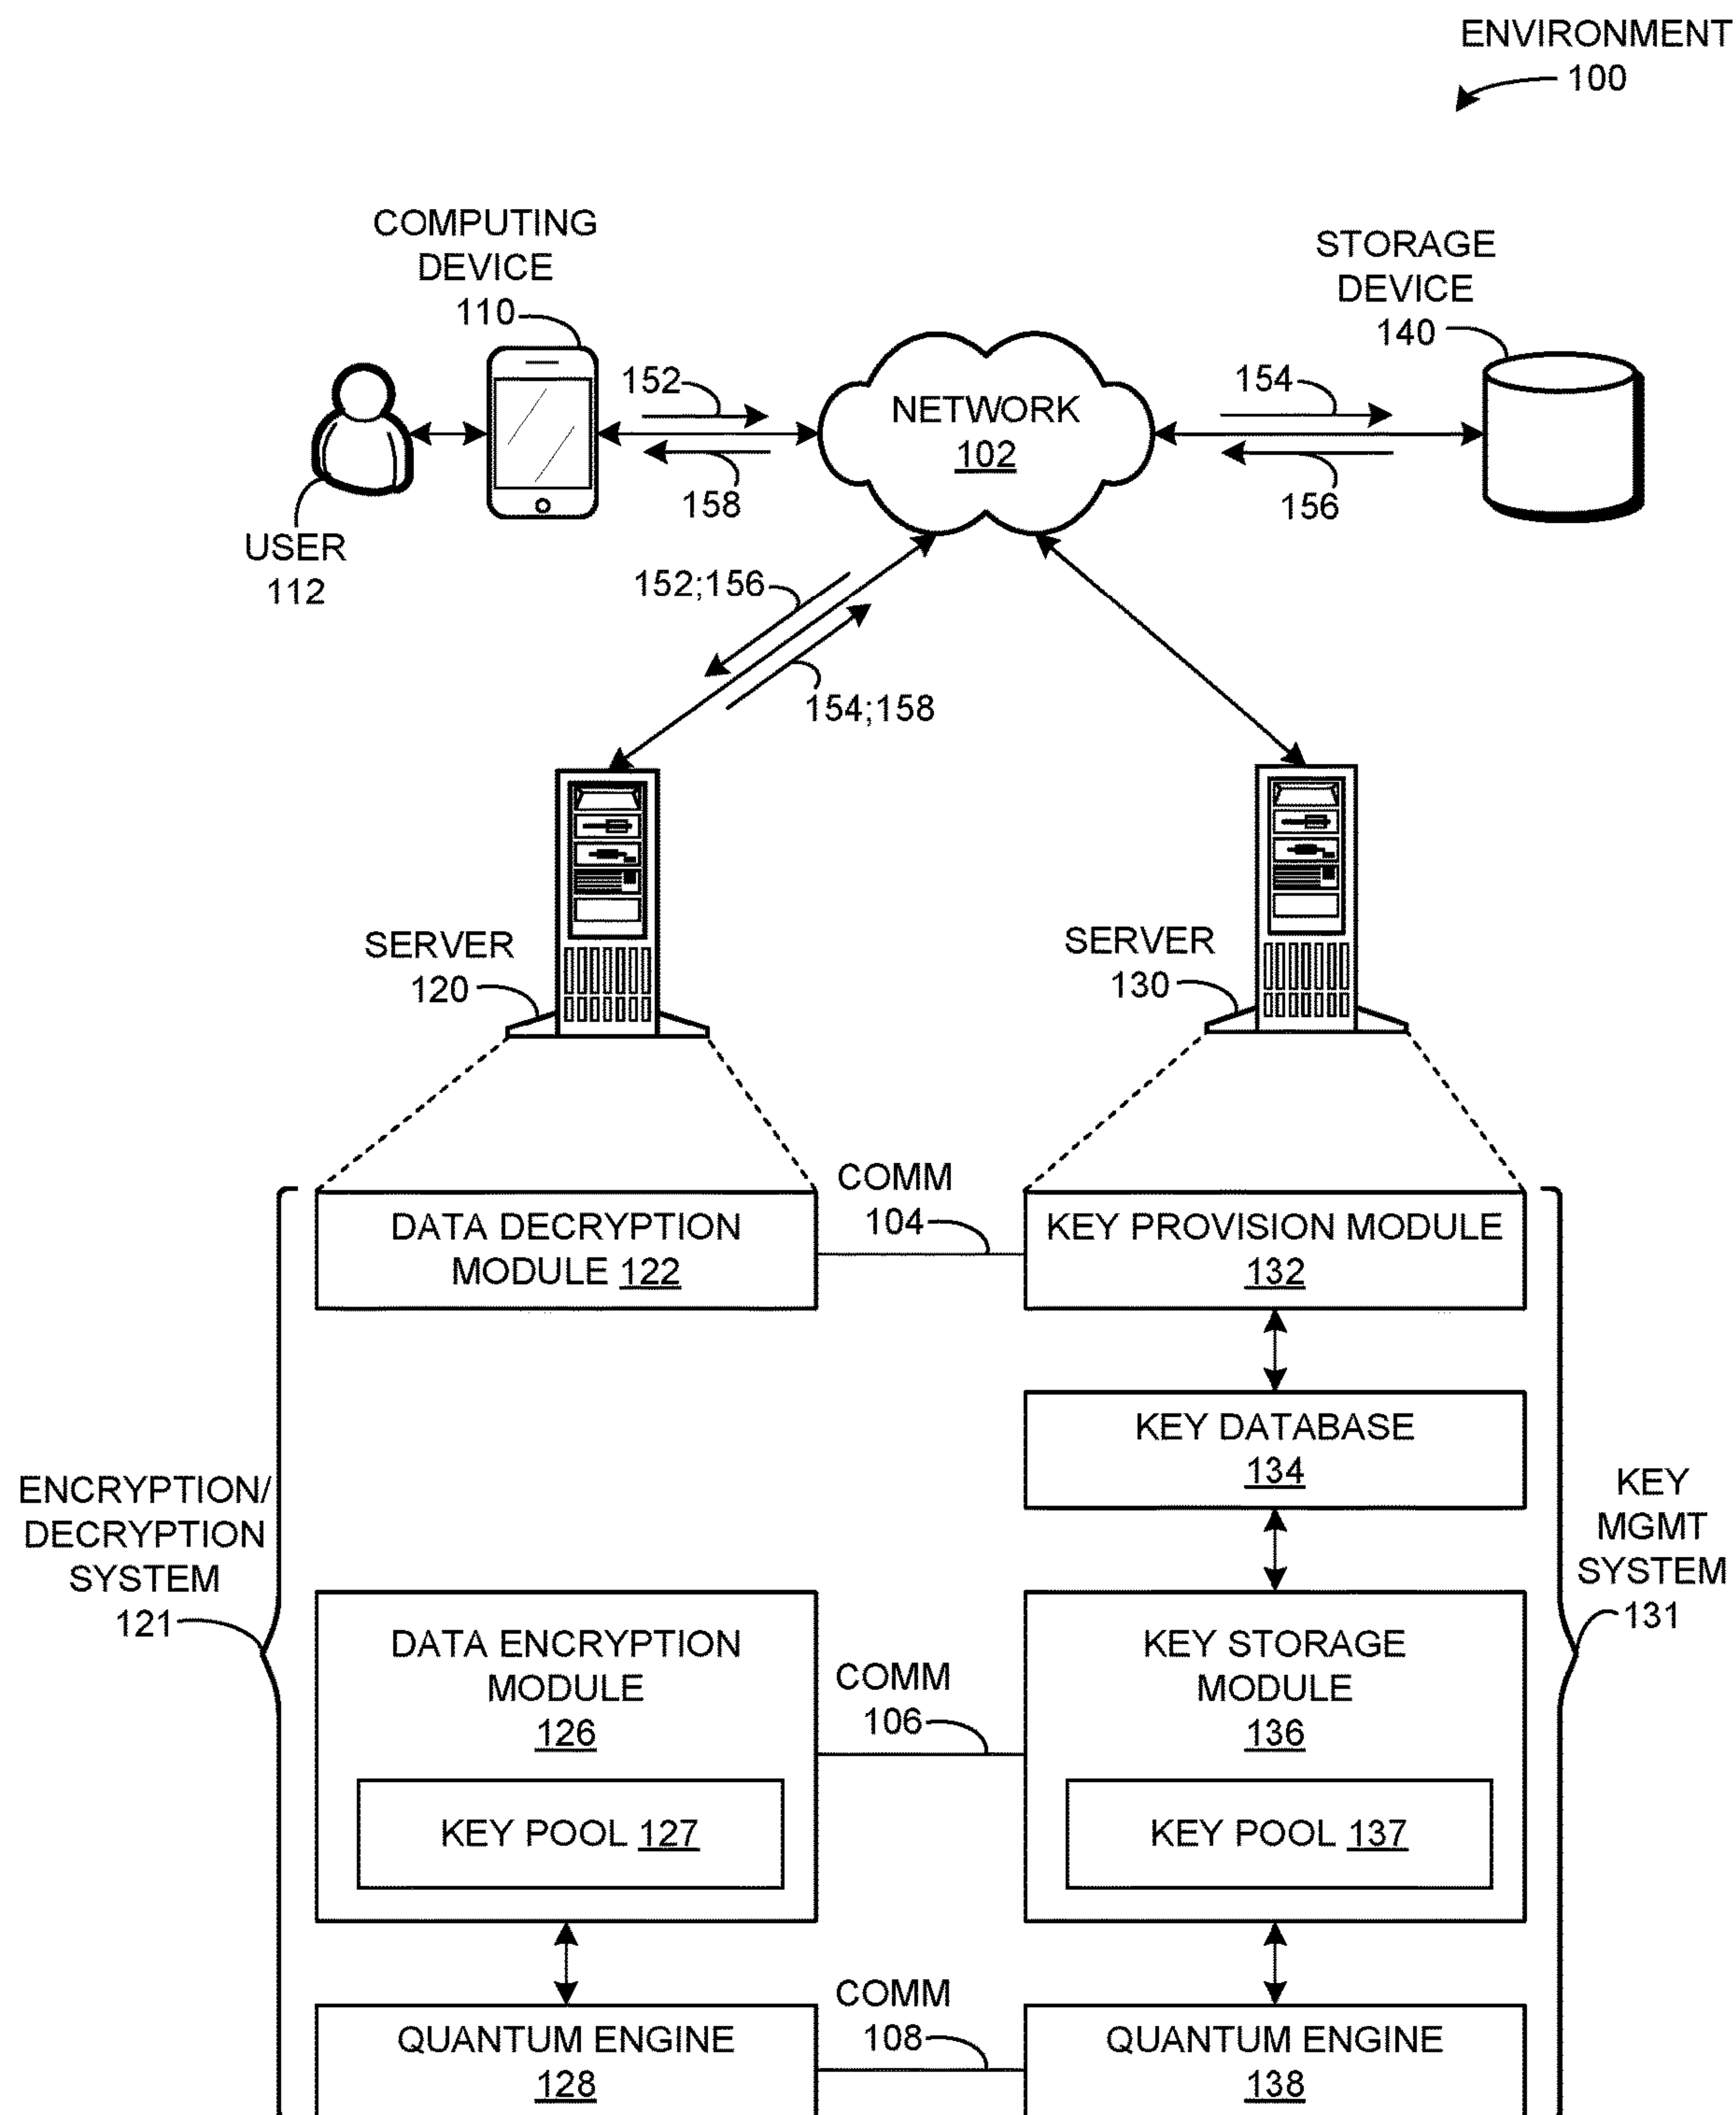 ENVIRONMENT
100
COMPUTING
DEVICE
110
STORAGE
DEVICE
140
152
154
NETWORK
102
158
156
USER
112
152;156
154;158
SERVER
120
SERVER
130
COMM
104
DATA DECRYPTION
MODULE 122
KEY PROVISION MODULE
132
KEY DATABASE
134
ENCRYPTION/
DECRYPTION
SYSTEM
121
KEY
MGMT
SYSTEM
131
DATA ENCRYPTION
MODULE
126
KEY POOL 127
COMM
106
KEY STORAGE
MODULE
136
KEY POOL 137
COMM
108
QUANTUM ENGINE
128
QUANTUM ENGINE
138